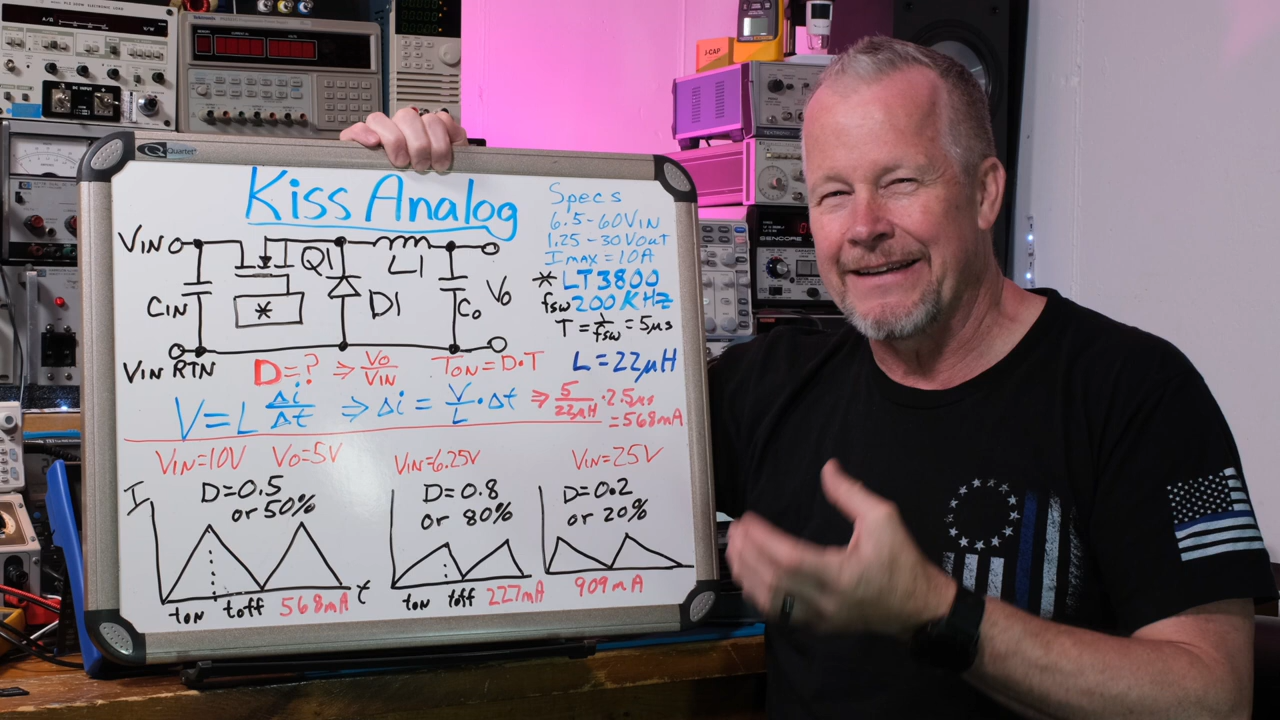 Quartet
Kiss Analog
Specs
6.5-60VIN
1.25-30Vout
Imax=10A
* LT3800
fsw 200KHz
T = 1/fsw = 5μs
L = 22μH
VIN
Q1
L1
CIN
*
D1
Co
Vo
VIN RTN
D=? ⇒ Vo/VIN
TON = D·T
V = L Δi/Δt ⇒ Δi = V/L · Δt ⇒ 5/22μH · 2.5μs
= 568mA
VIN=10V Vo=5V
D=0.5
or 50%
I
tON toff 568mA t
VIN=6.25V
D=0.8
or 80%
tON toff 227mA
VIN=25V
D=0.2
or 20%
909mA
J-CAP
SENCORE